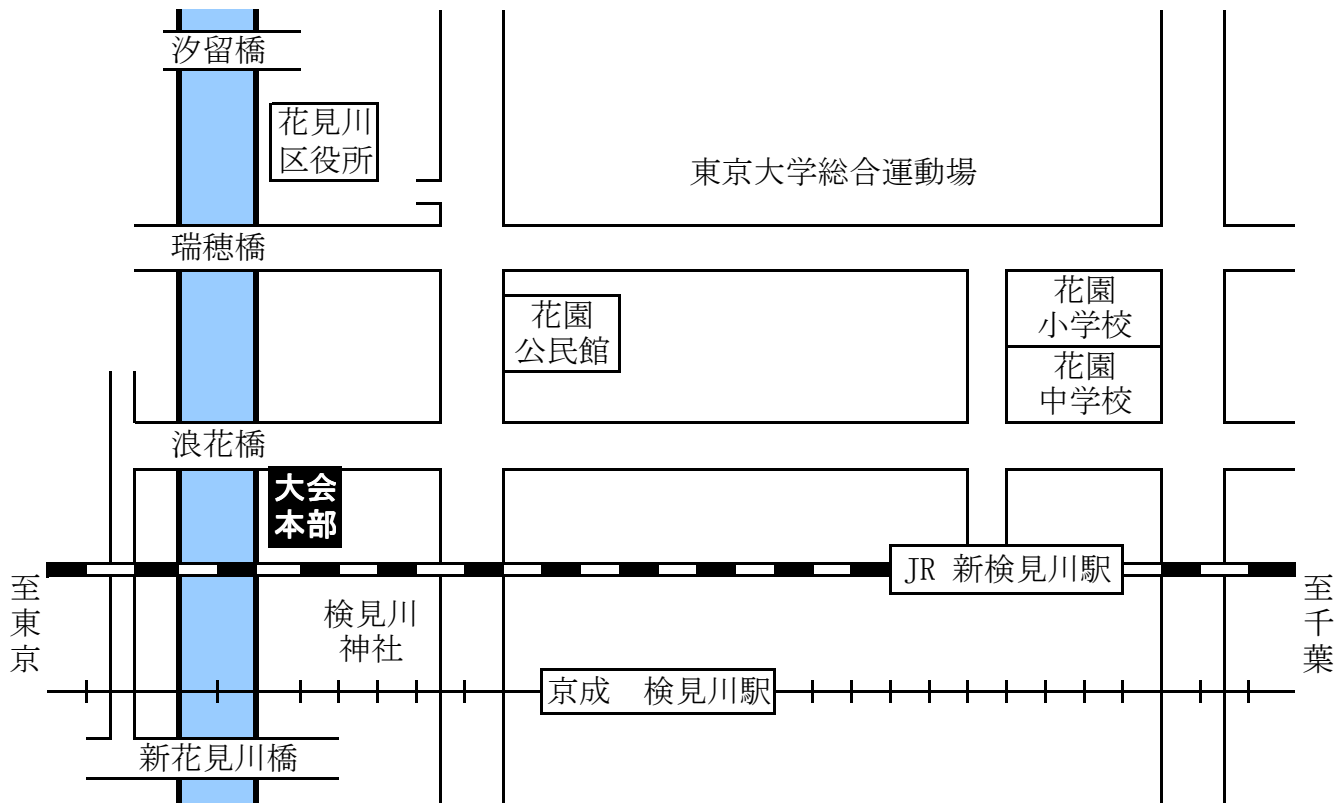 汐留橋
花見川
区役所
東京大学総合運動場
瑞穂橋
花園
公民館
花園
小学校
花園
中学校
浪花橋
大会
本部
JR 新検見川駅
至東京
至千葉
検見川
神社
京成　検見川駅
新花見川橋